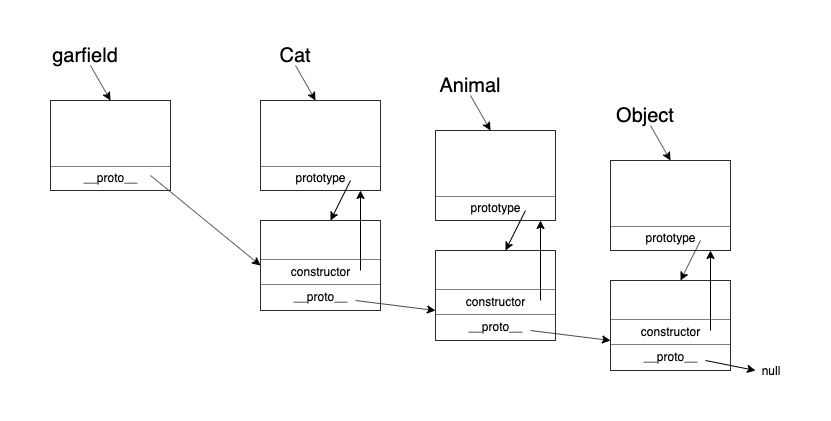 garfield
__proto__
Cat
prototype
constructor
__proto__
Animal
prototype
constructor
__proto__
Object
prototype
constructor
__proto__
null